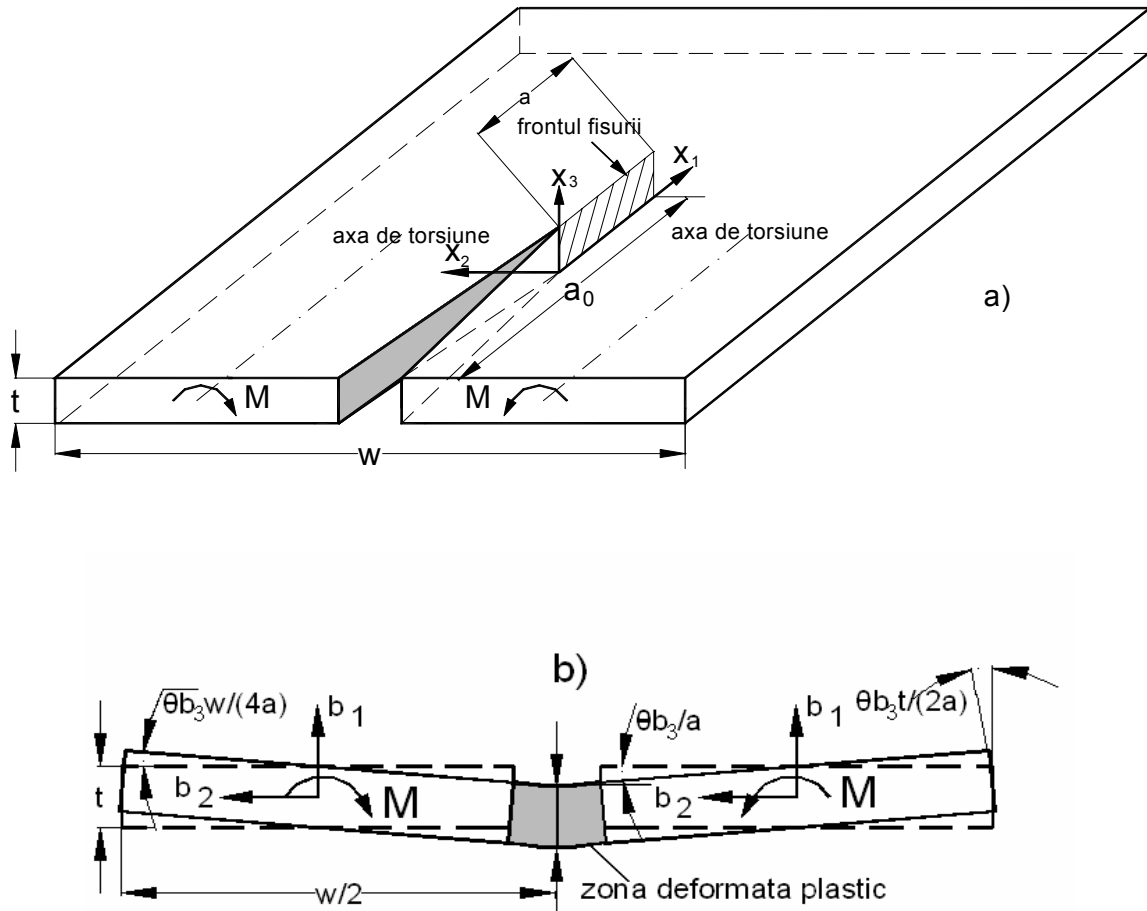 a
frontul fisurii
x₁
x₃
axa de torsiune
axa de torsiune
x₂
a₀
a)
t
M
M
w
b)
θb₃w/(4a)
b₁
θb₃/a
b₁
θb₃t/(2a)
t
b₂
M
b₂
M
w/2
zona deformata plastic